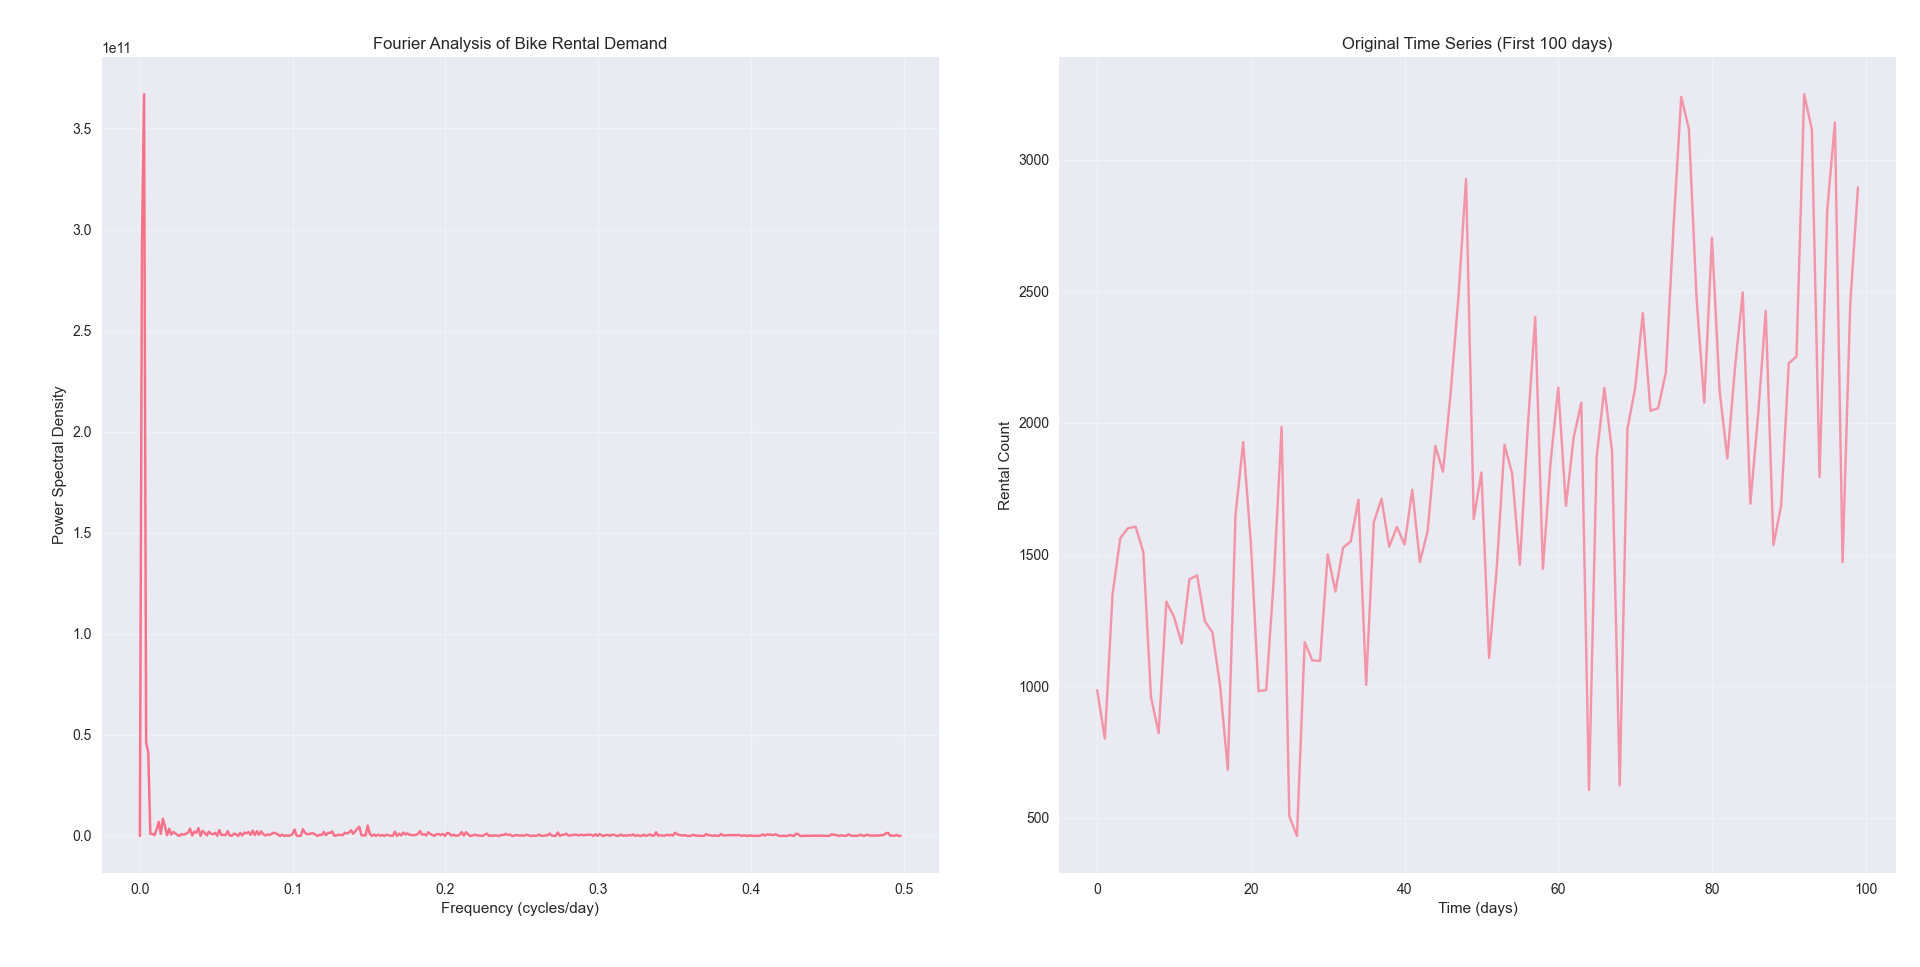 Fourier Analysis of Bike Rental Demand
1e11
3.5
3.0
2.5
2.0
1.5
1.0
0.5
0.0
Power Spectral Density
0.0 0.1 0.2 0.3 0.4 0.5
Frequency (cycles/day)
Original Time Series (First 100 days)
3000
2500
2000
1500
1000
500
Rental Count
0 20 40 60 80 100
Time (days)